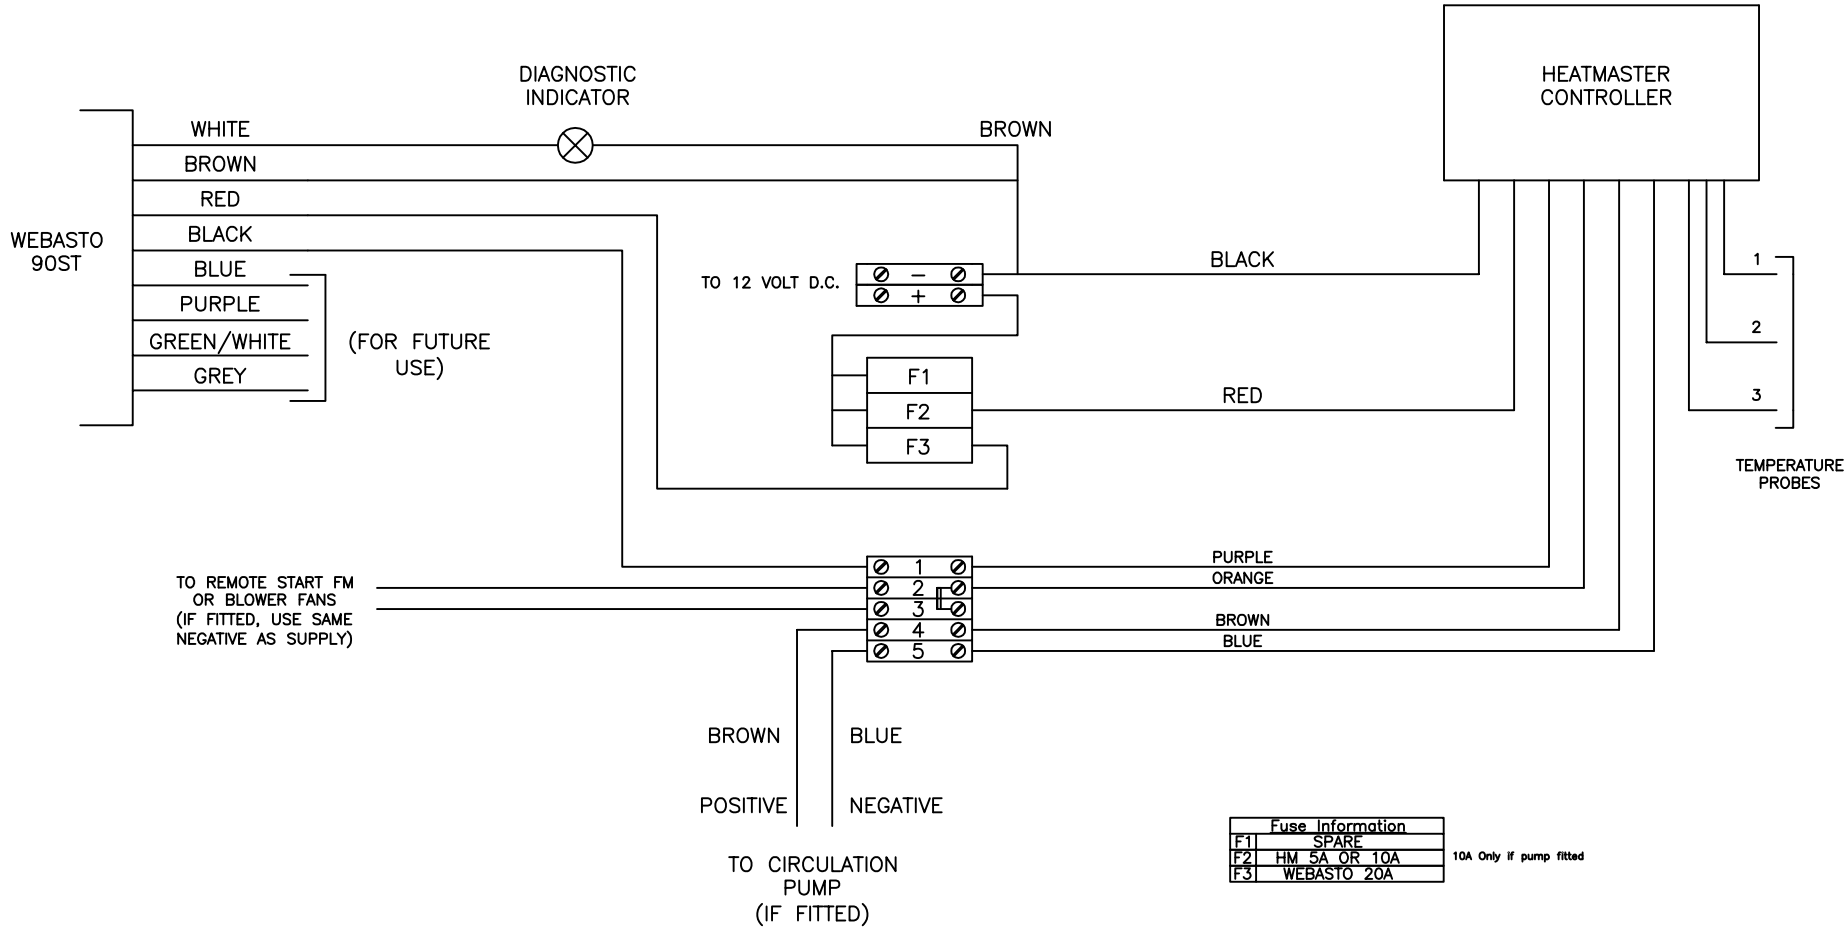 HEATMASTER
CONTROLLER
DIAGNOSTIC
INDICATOR
WHITE
BROWN
BROWN
RED
BLACK
WEBASTO
90ST
BLUE
PURPLE
GREEN/WHITE
GREY
(FOR FUTURE
USE)
TO 12 VOLT D.C.
-
+
BLACK
F1
F2
F3
RED
1
2
3
TEMPERATURE
PROBES
TO REMOTE START FM
OR BLOWER FANS
(IF FITTED, USE SAME
NEGATIVE AS SUPPLY)
1
2
3
4
5
PURPLE
ORANGE
BROWN
BLUE
BROWN
BLUE
POSITIVE
NEGATIVE
TO CIRCULATION
PUMP
(IF FITTED)
Fuse Information
F1 SPARE
F2 HM 5A OR 10A
F3 WEBASTO 20A
10A Only if pump fitted